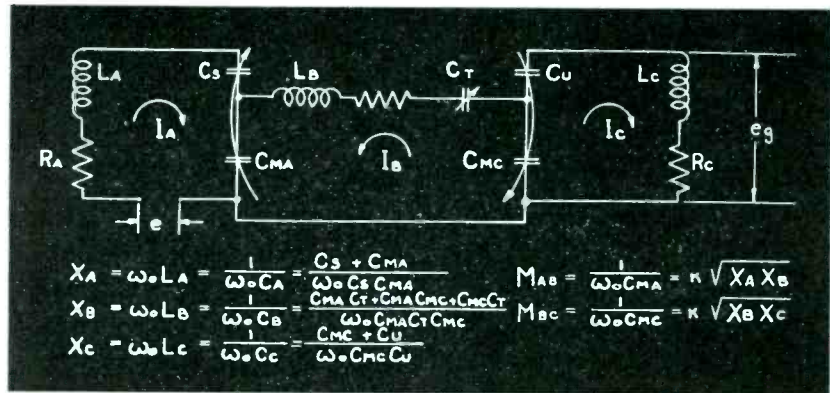 LA
CS
LB
CT
CU
LC
IA
IB
IC
eg
RA
CMA
CMC
RC
e
XA = ω₀LA = 1/ω₀CA = CS + CMA/ω₀CSCMA
MAB = 1/ω₀CMA = K √XAXB
XB = ω₀LB = 1/ω₀CB = CMACT+CMACMC+CMCCT/ω₀CMACTCMC
MBC = 1/ω₀CMC = K √XBXC
XC = ω₀LC = 1/ω₀CC = CMC + CU/ω₀CMCCU